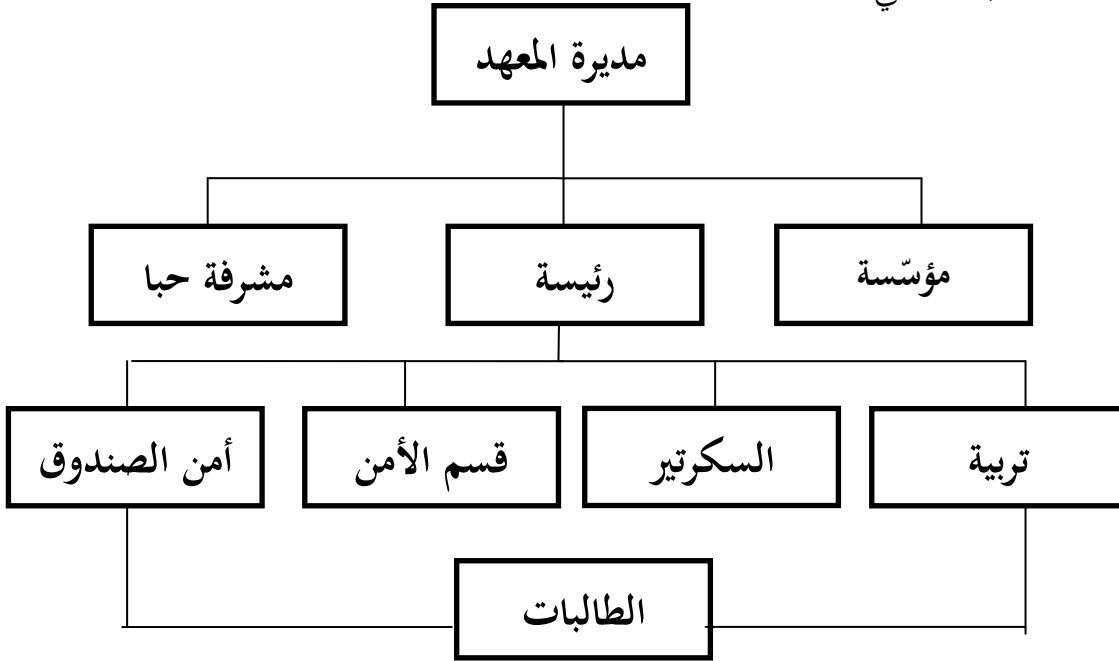 مديرة المعهد
مؤسّسة
رئيسة
مشرفة حبا
تربية
السكرتير
قسم الأمن
أمن الصندوق
الطالبات